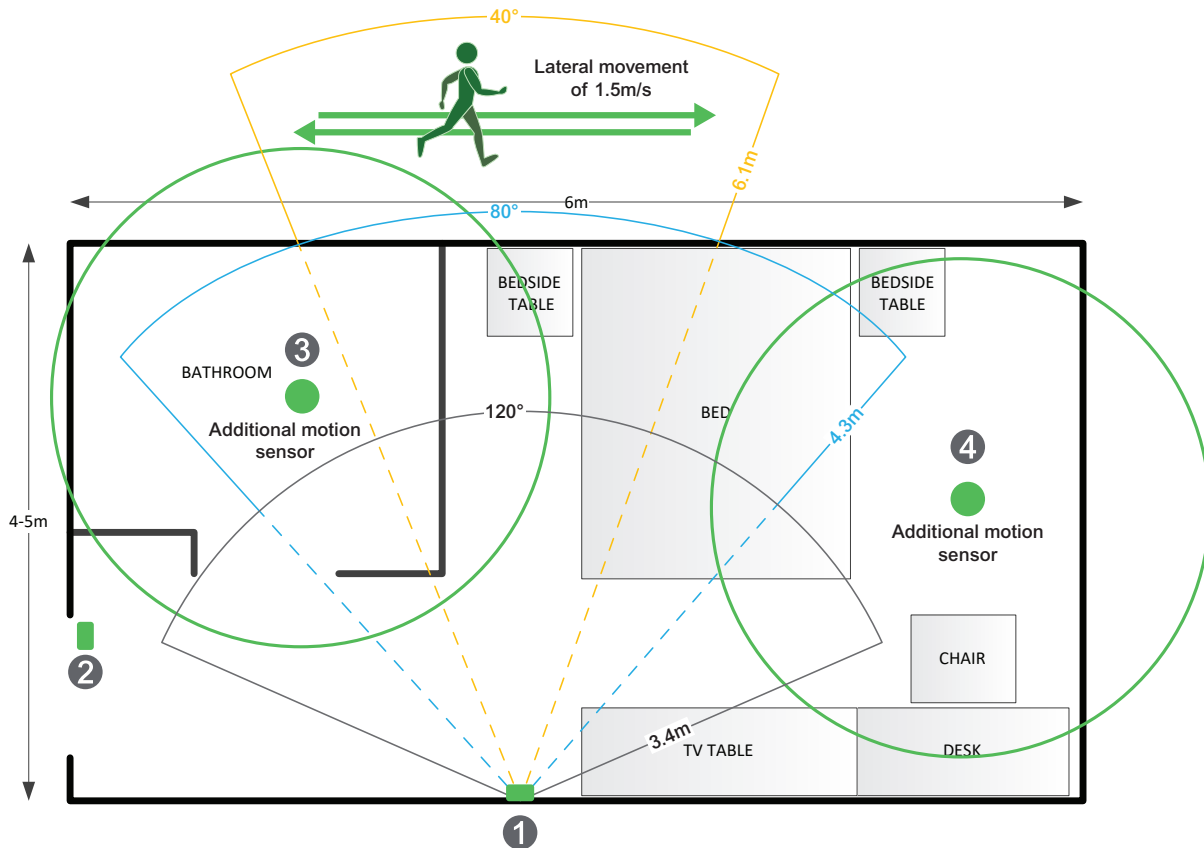 40°
Lateral movement
of 1.5m/s
6.1m
6m
80°
BEDSIDE
TABLE
BEDSIDE
TABLE
3
BATHROOM
Additional motion
sensor
120°
BED
4.3m
4
Additional motion
sensor
4-5m
2
CHAIR
3.4m
TV TABLE
DESK
1